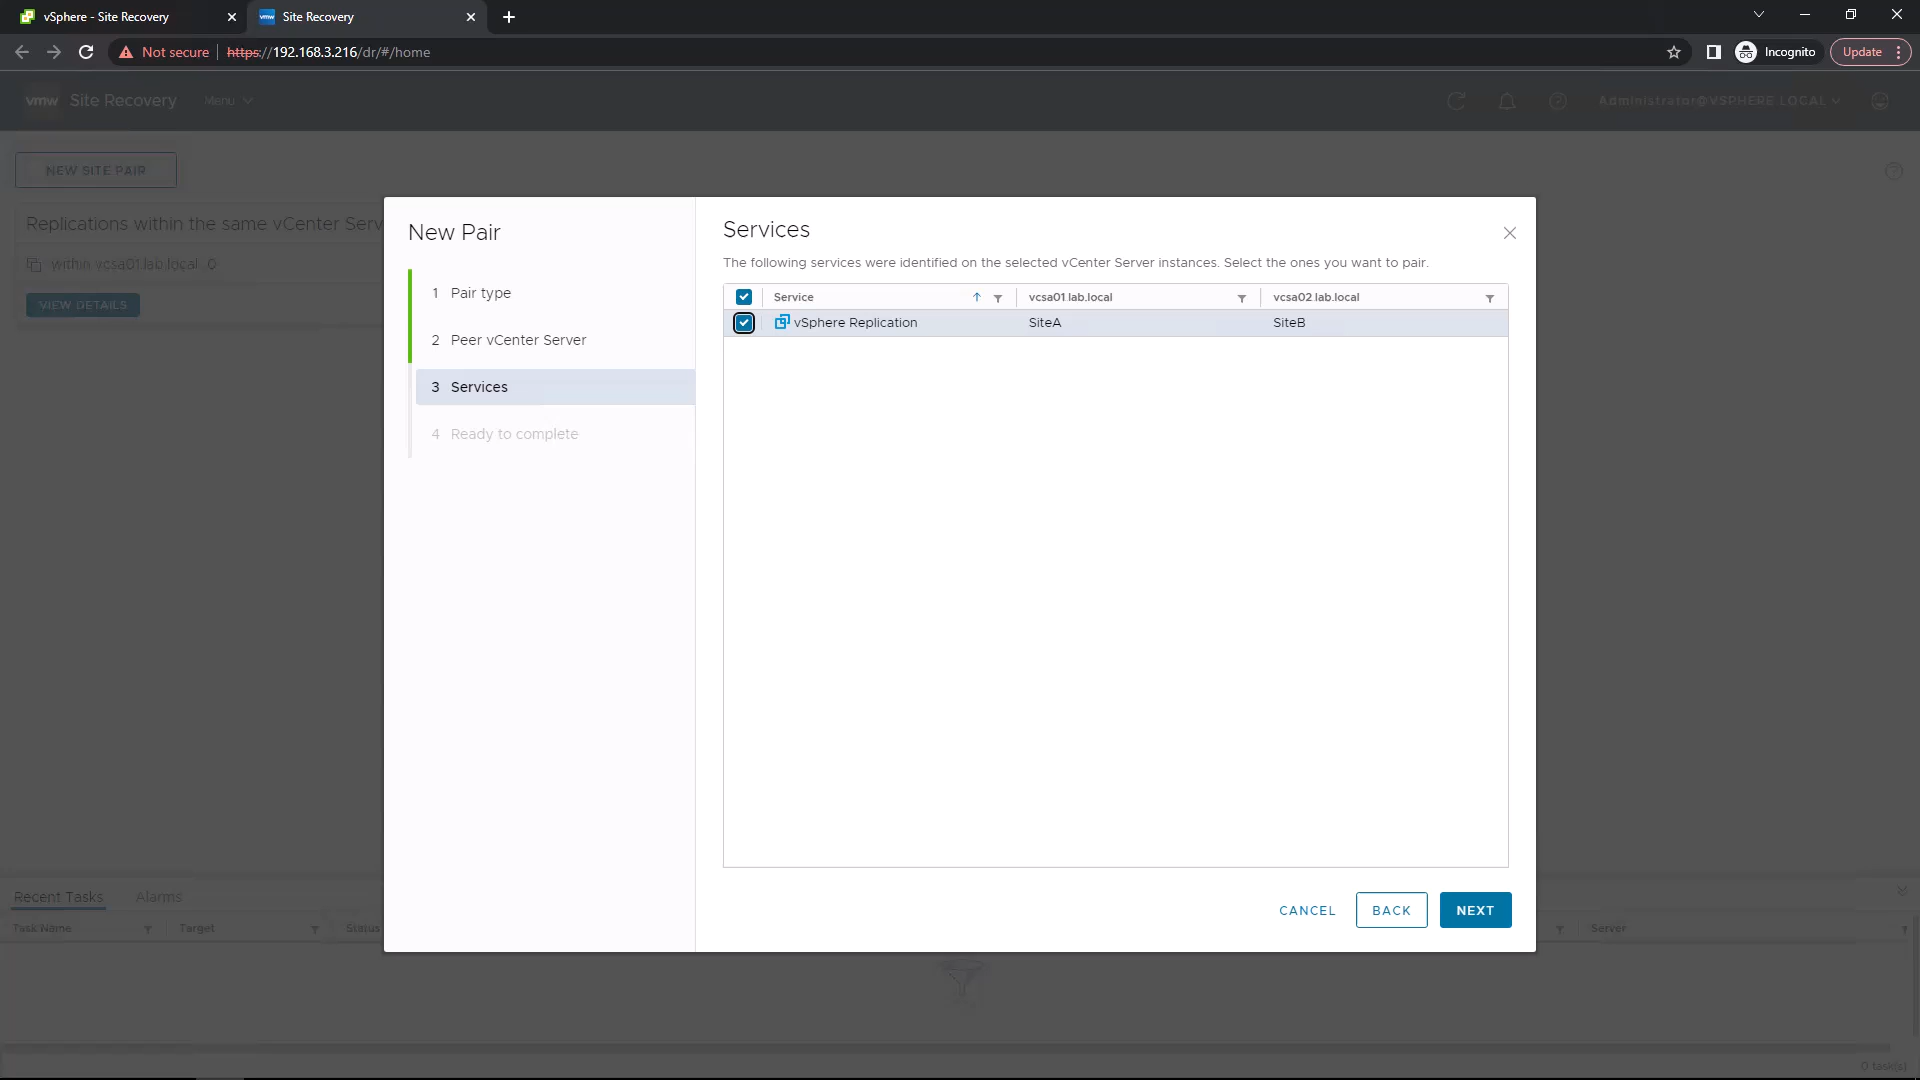 vSphere - Site Recovery
vmw Site Recovery
Not secure https://192.168.3.216/dr/#/home
Incognito
Update
vmw Site Recovery Menu
Administrator@VSPHERE.LOCAL
NEW SITE PAIR
Replications within the same vCenter Serv
within vcsa01.lab.local 0
VIEW DETAILS
New Pair
1 Pair type
2 Peer vCenter Server
3 Services
4 Ready to complete
Services
The following services were identified on the selected vCenter Server instances. Select the ones you want to pair.
Service vcsa01.lab.local vcsa02.lab.local
vSphere Replication SiteA SiteB
CANCEL BACK NEXT
Recent Tasks Alarms
Task Name Target Status Server
0 task(s)